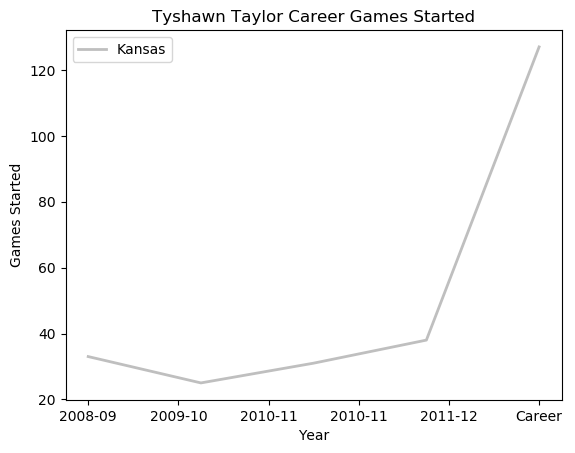 Tyshawn Taylor Career Games Started
Kansas
120
100
80
60
40
20
Games Started
2008-09 2009-10 2010-11 2010-11 2011-12 Career
Year